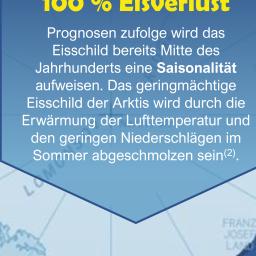 100 % Eisverlust
Prognosen zufolge wird das
Eisschild bereits Mitte des
Jahrhunderts eine Saisonalität
aufweisen. Das geringmächtige
Eisschild der Arktis wird durch die
Erwärmung der Lufttemperatur und
den geringen Niederschlägen im
Sommer abgeschmolzen sein(2).
LOMONOSOV
FRANZ
JOSEF
LAND